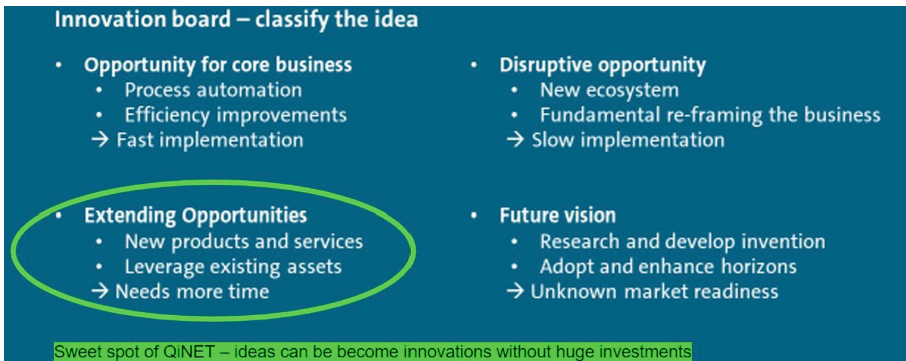 Innovation board – classify the idea
• Opportunity for core business
• Process automation
• Efficiency improvements
→ Fast implementation
• Disruptive opportunity
• New ecosystem
• Fundamental re-framing the business
→ Slow implementation
• Extending Opportunities
• New products and services
• Leverage existing assets
→ Needs more time
• Future vision
• Research and develop invention
• Adopt and enhance horizons
→ Unknown market readiness
Sweet spot of QiNET – ideas can be become innovations without huge investments